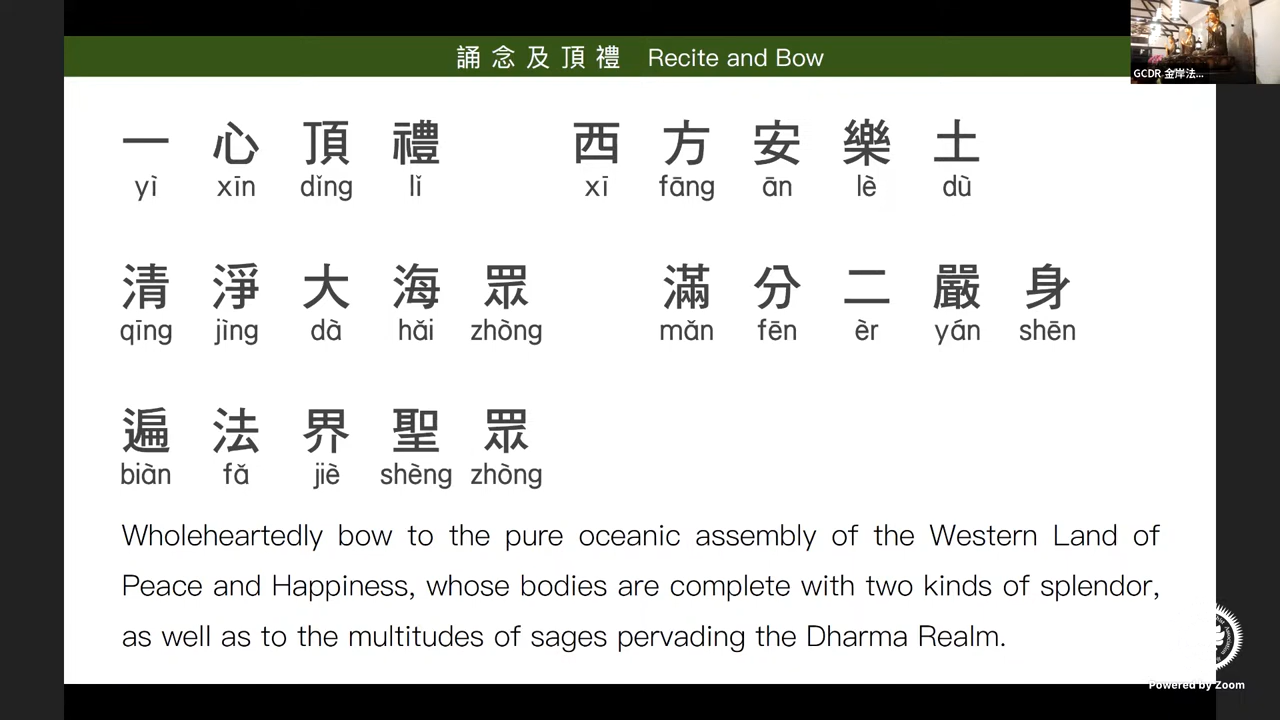 誦念及頂禮 Recite and Bow
GCDR 金岸法...
一心頂禮 西方安樂土
yì xīn dǐng lǐ xī fāng ān lè dù
清淨大海眾 滿分二嚴身
qīng jìng dà hǎi zhòng mǎn fēn èr yán shēn
遍法界聖眾
biàn fǎ jiè shèng zhòng
Wholeheartedly bow to the pure oceanic assembly of the Western Land of
Peace and Happiness, whose bodies are complete with two kinds of splendor,
as well as to the multitudes of sages pervading the Dharma Realm.
Powered by Zoom